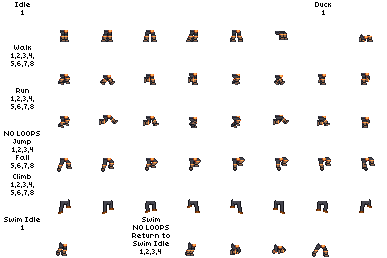 Idle
1
Duck
1
Walk
1,2,3,4,
5,6,7,8
Run
1,2,3,4,
5,6,7,8
NO LOOPS
Jump
1,2,3,4
Fall
5,6,7,8
Climb
1,2,3,4,
5,6,7,8
Swim Idle
1
Swim
NO LOOPS
Return to
Swim Idle
1,2,3,4